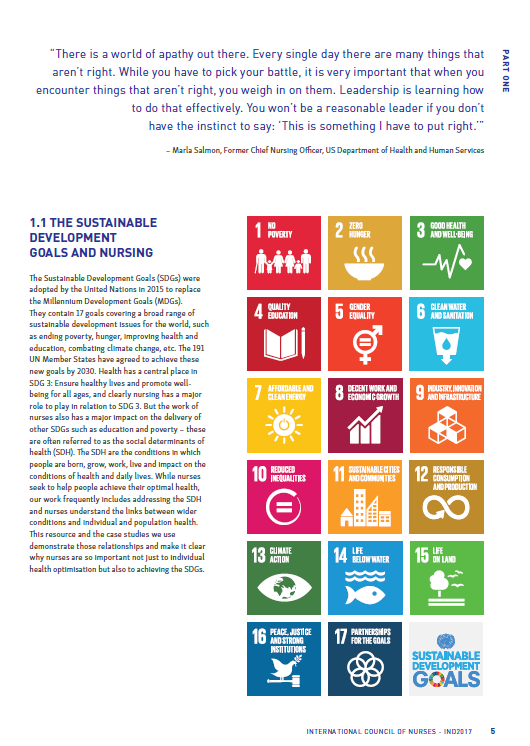 "There is a world of apathy out there. Every single day there are many things that
aren't right. While you have to pick your battle, it is very important that when you
encounter things that aren't right, you weigh in on them. Leadership is learning how
to do that effectively. You won't be a reasonable leader if you don't
have the instinct to say: 'This is something I have to put right.'"
– Marla Salmon, Former Chief Nursing Officer, US Department of Health and Human Services
PART ONE
1.1 THE SUSTAINABLE
DEVELOPMENT
GOALS AND NURSING
The Sustainable Development Goals (SDGs) were
adopted by the United Nations in 2015 to replace
the Millennium Development Goals (MDGs).
They contain 17 goals covering a broad range of
sustainable development issues for the world, such
as ending poverty, hunger, improving health and
education, combating climate change, etc. The 191
UN Member States have agreed to achieve these
new goals by 2030. Health has a central place in
SDG 3: Ensure healthy lives and promote well-
being for all ages, and clearly nursing has a major
role to play in relation to SDG 3. But the work of
nurses also has a major impact on the delivery of
other SDGs such as education and poverty – these
are often referred to as the social determinants of
health (SDH). The SDH are the conditions in which
people are born, grow, work, live and impact on the
conditions of health and daily lives. While nurses
seek to help people achieve their optimal health,
our work frequently includes addressing the SDH
and nurses understand the links between wider
conditions and individual and population health.
This resource and the case studies we use
demonstrate those relationships and make it clear
why nurses are so important not just to individual
health optimisation but also to achieving the SDGs.
1 NO
POVERTY
2 ZERO
HUNGER
3 GOOD HEALTH
AND WELL-BEING
4 QUALITY
EDUCATION
5 GENDER
EQUALITY
6 CLEAN WATER
AND SANITATION
7 AFFORDABLE AND
CLEAN ENERGY
8 DECENT WORK AND
ECONOMIC GROWTH
9 INDUSTRY, INNOVATION
AND INFRASTRUCTURE
10 REDUCED
INEQUALITIES
11 SUSTAINABLE CITIES
AND COMMUNITIES
12 RESPONSIBLE
CONSUMPTION
AND PRODUCTION
13 CLIMATE
ACTION
14 LIFE
BELOW WATER
15 LIFE
ON LAND
16 PEACE, JUSTICE
AND STRONG
INSTITUTIONS
17 PARTNERSHIPS
FOR THE GOALS
SUSTAINABLE
DEVELOPMENT
GOALS
INTERNATIONAL COUNCIL OF NURSES - IND2017 5